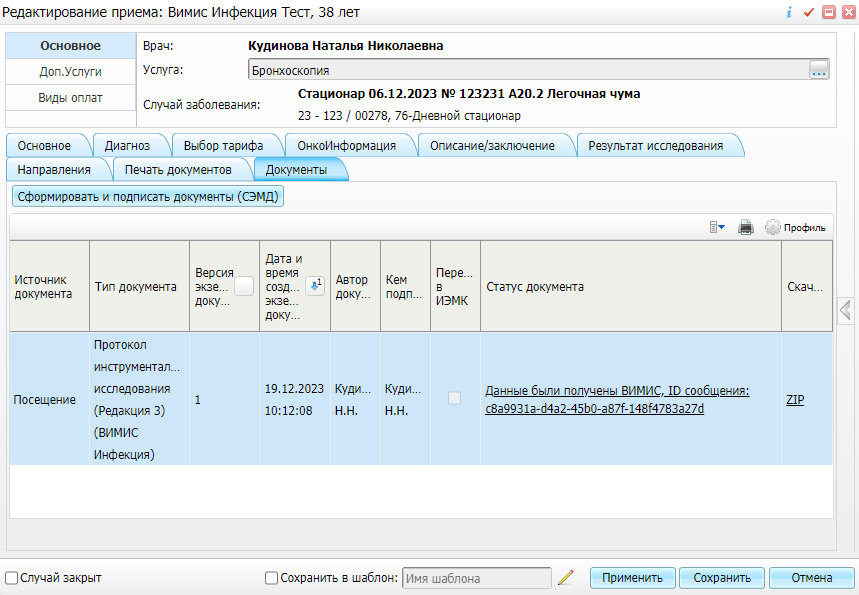 Редактирование приема: Вимис Инфекция Тест, 38 лет
Основное
Доп.Услуги
Виды оплат
Врач: Кудинова Наталья Николаевна
Услуга: Бронхоскопия ...
Случай заболевания: Стационар 06.12.2023 № 123231 A20.2 Легочная чума
23 - 123 / 00278, 76-Дневной стационар
Основное Диагноз Выбор тарифа ОнкоИнформация Описание/заключение Результат исследования
Направления Печать документов Документы
Сформировать и подписать документы (СЭМД)
Профиль
Источник
документа
Тип документа
Версия
экзе...
доку...
Дата и
время
созд...
экзе...
доку...
1
Автор
доку...
Кем
подп...
Пере...
в
ИЭМК
Статус документа
Скач...
Посещение
Протокол
инструментал...
исследования
(Редакция 3)
(ВИМИС
Инфекция)
1
19.12.2023
10:12:08
Куди...
Н.Н.
Куди...
Н.Н.
Данные были получены ВИМИС, ID сообщения:
c8a9931a-d4a2-45b0-a87f-148f4783a27d
ZIP
Случай закрыт Сохранить в шаблон: Имя шаблона Применить Сохранить Отмена